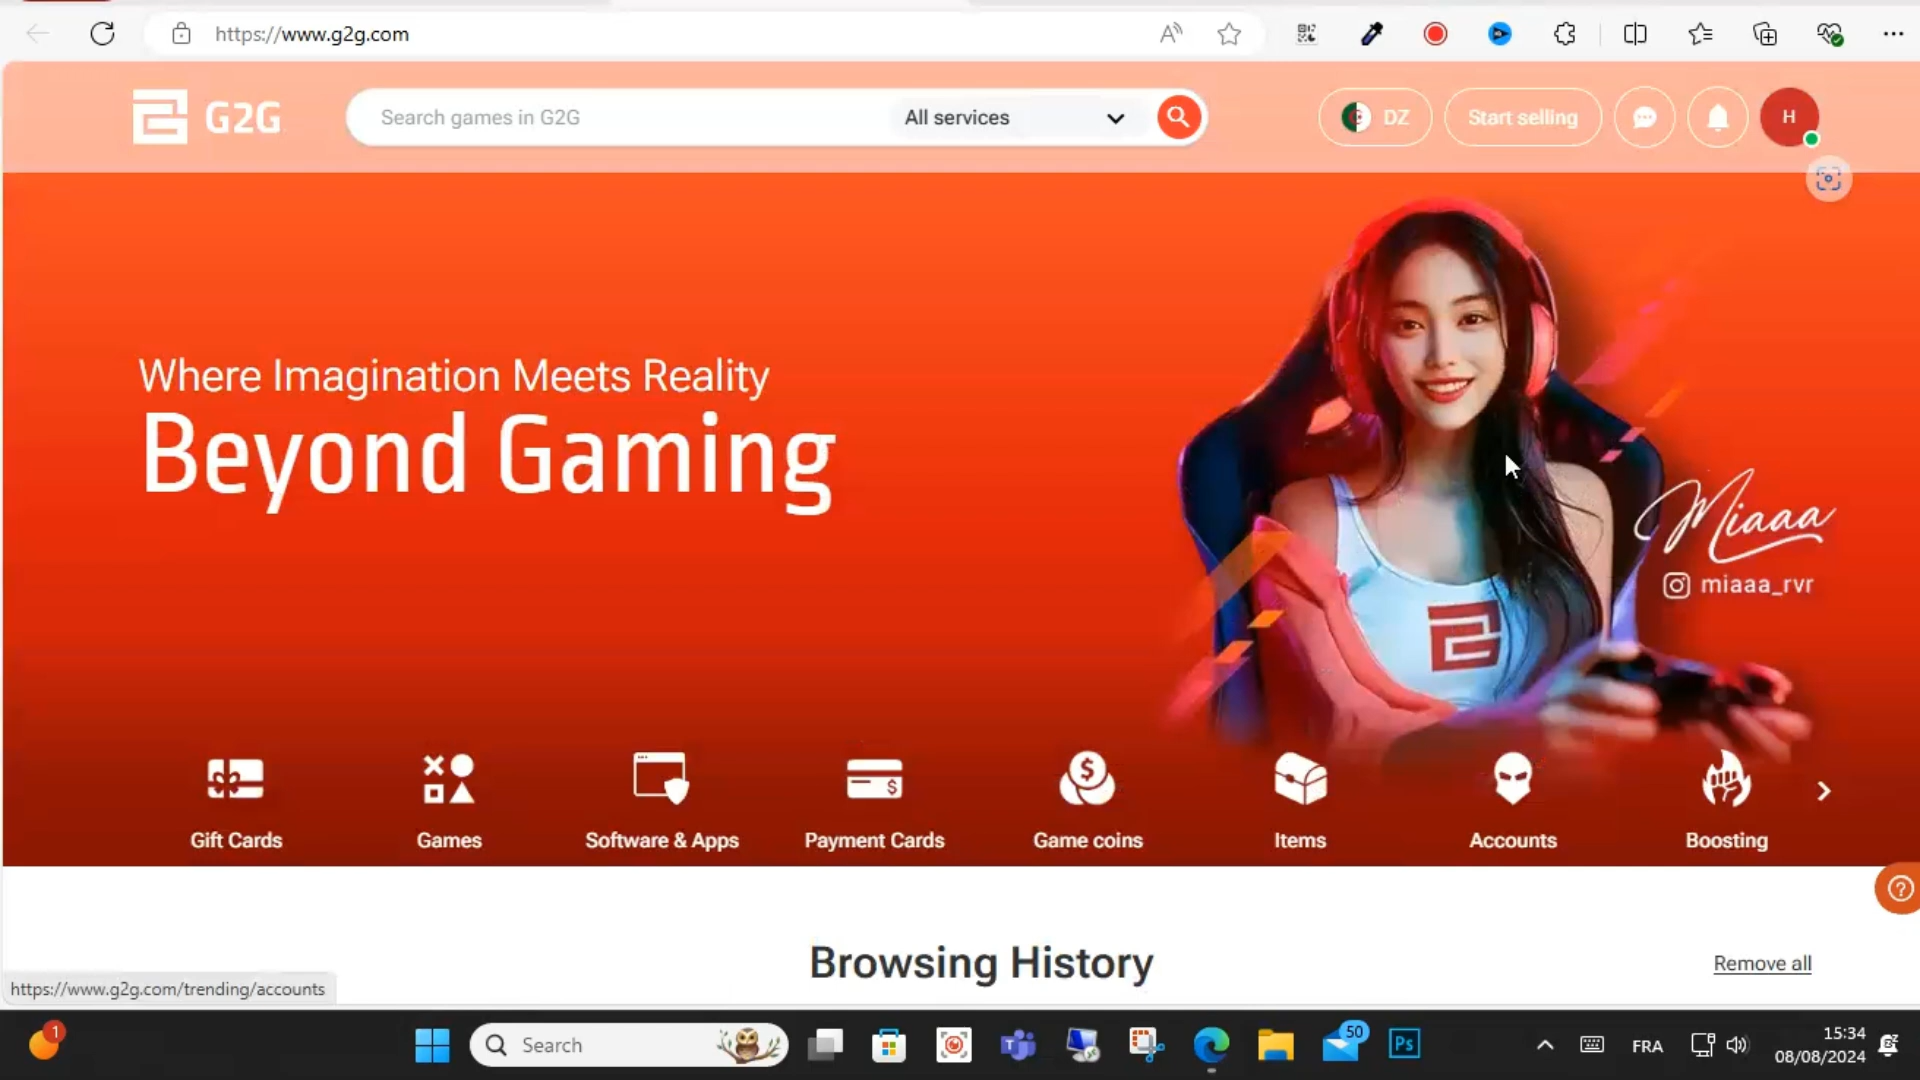 https://www.g2g.com
G2G
Search games in G2G
All services
DZ
Start selling
H
Where Imagination Meets Reality
Beyond Gaming
Miaaa
miaaa_rvr
Gift Cards
Games
Software & Apps
Payment Cards
Game coins
Items
Accounts
Boosting
Browsing History
Remove all
https://www.g2g.com/trending/accounts
1
Search
50
Ps
FRA
15:34
08/08/2024